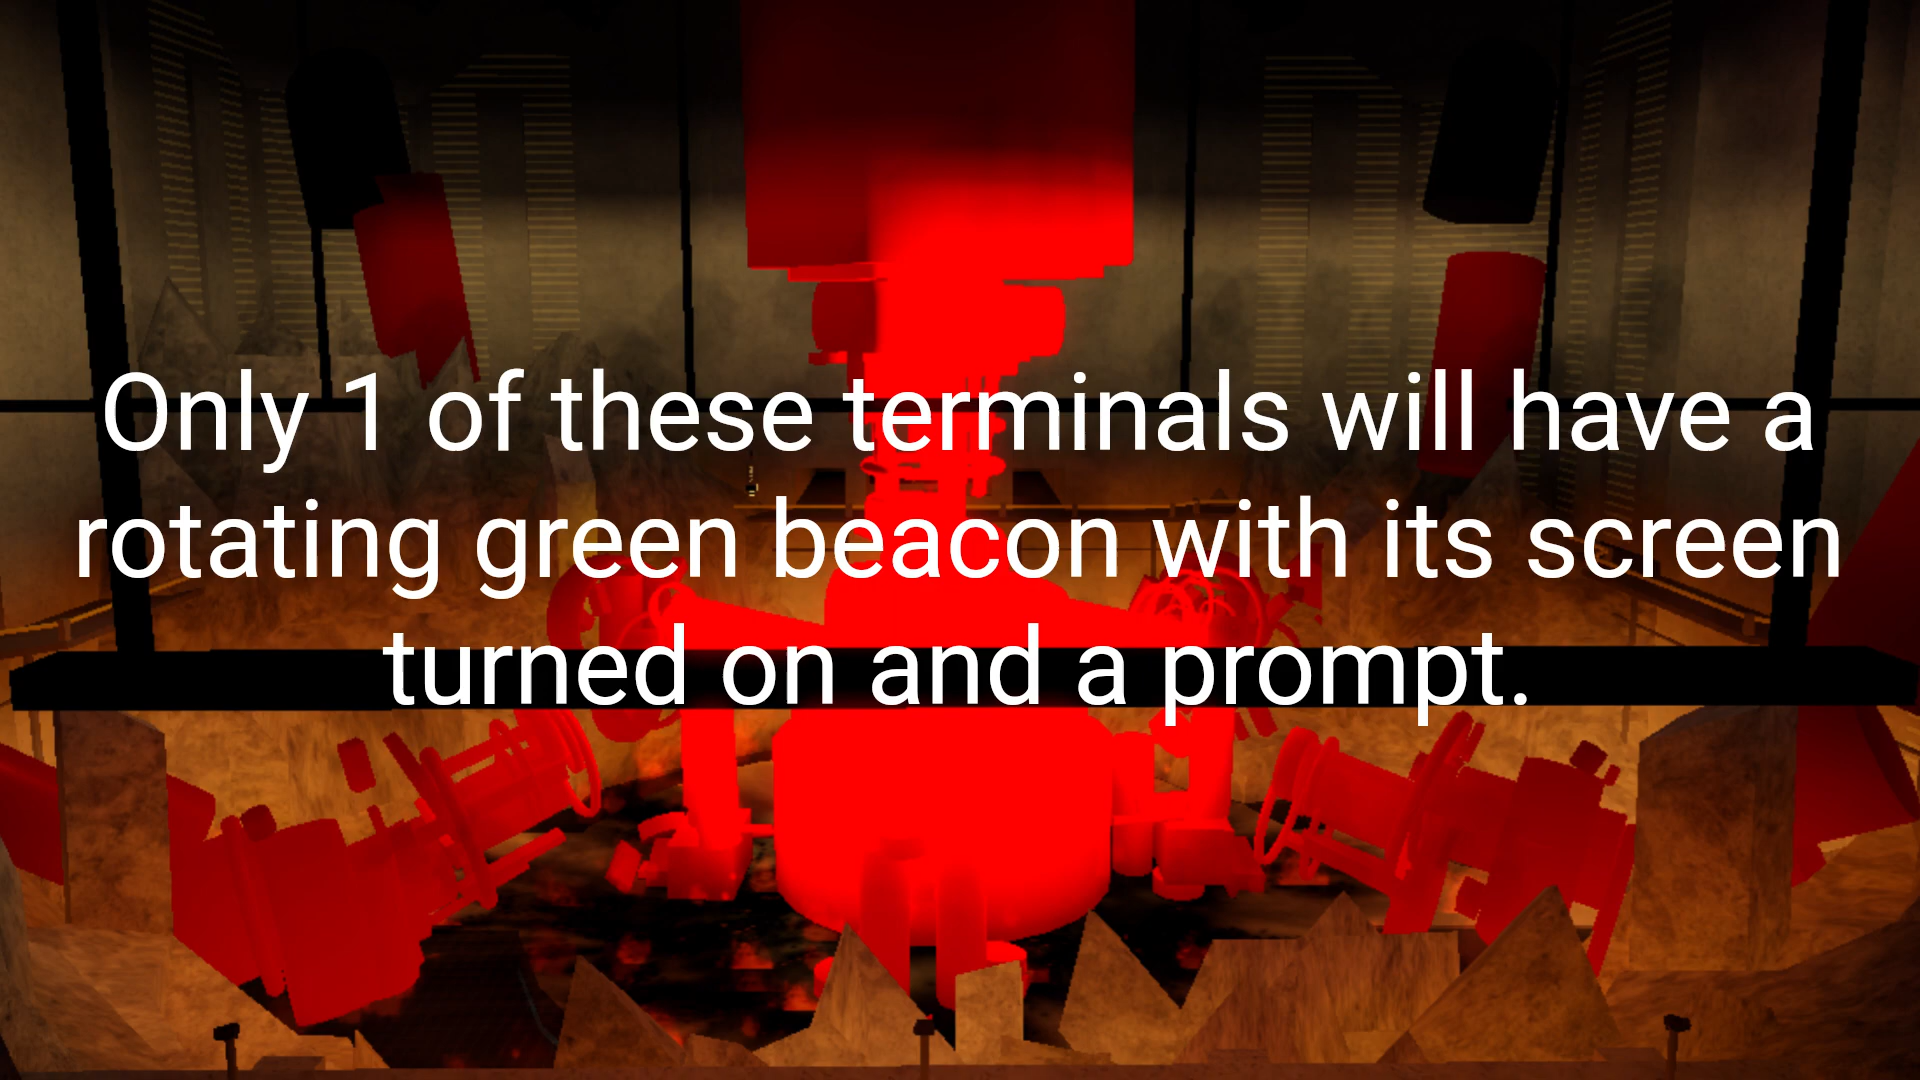 Only 1 of these terminals will have a
rotating green beacon with its screen
turned on and a prompt.